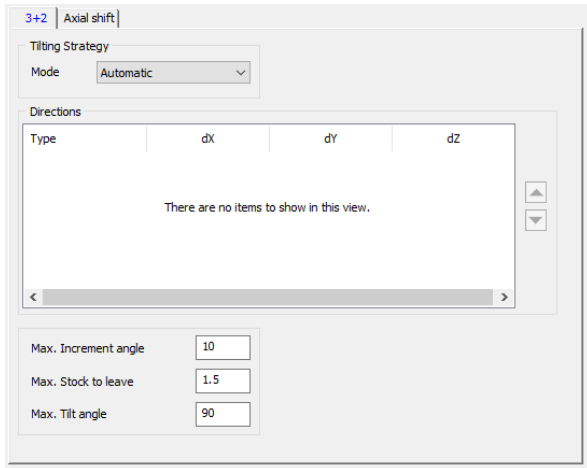 3+2 Axial shift
Tilting Strategy
Mode Automatic
Directions
Type dX dY dZ
There are no items to show in this view.
Max. Increment angle 10
Max. Stock to leave 1.5
Max. Tilt angle 90